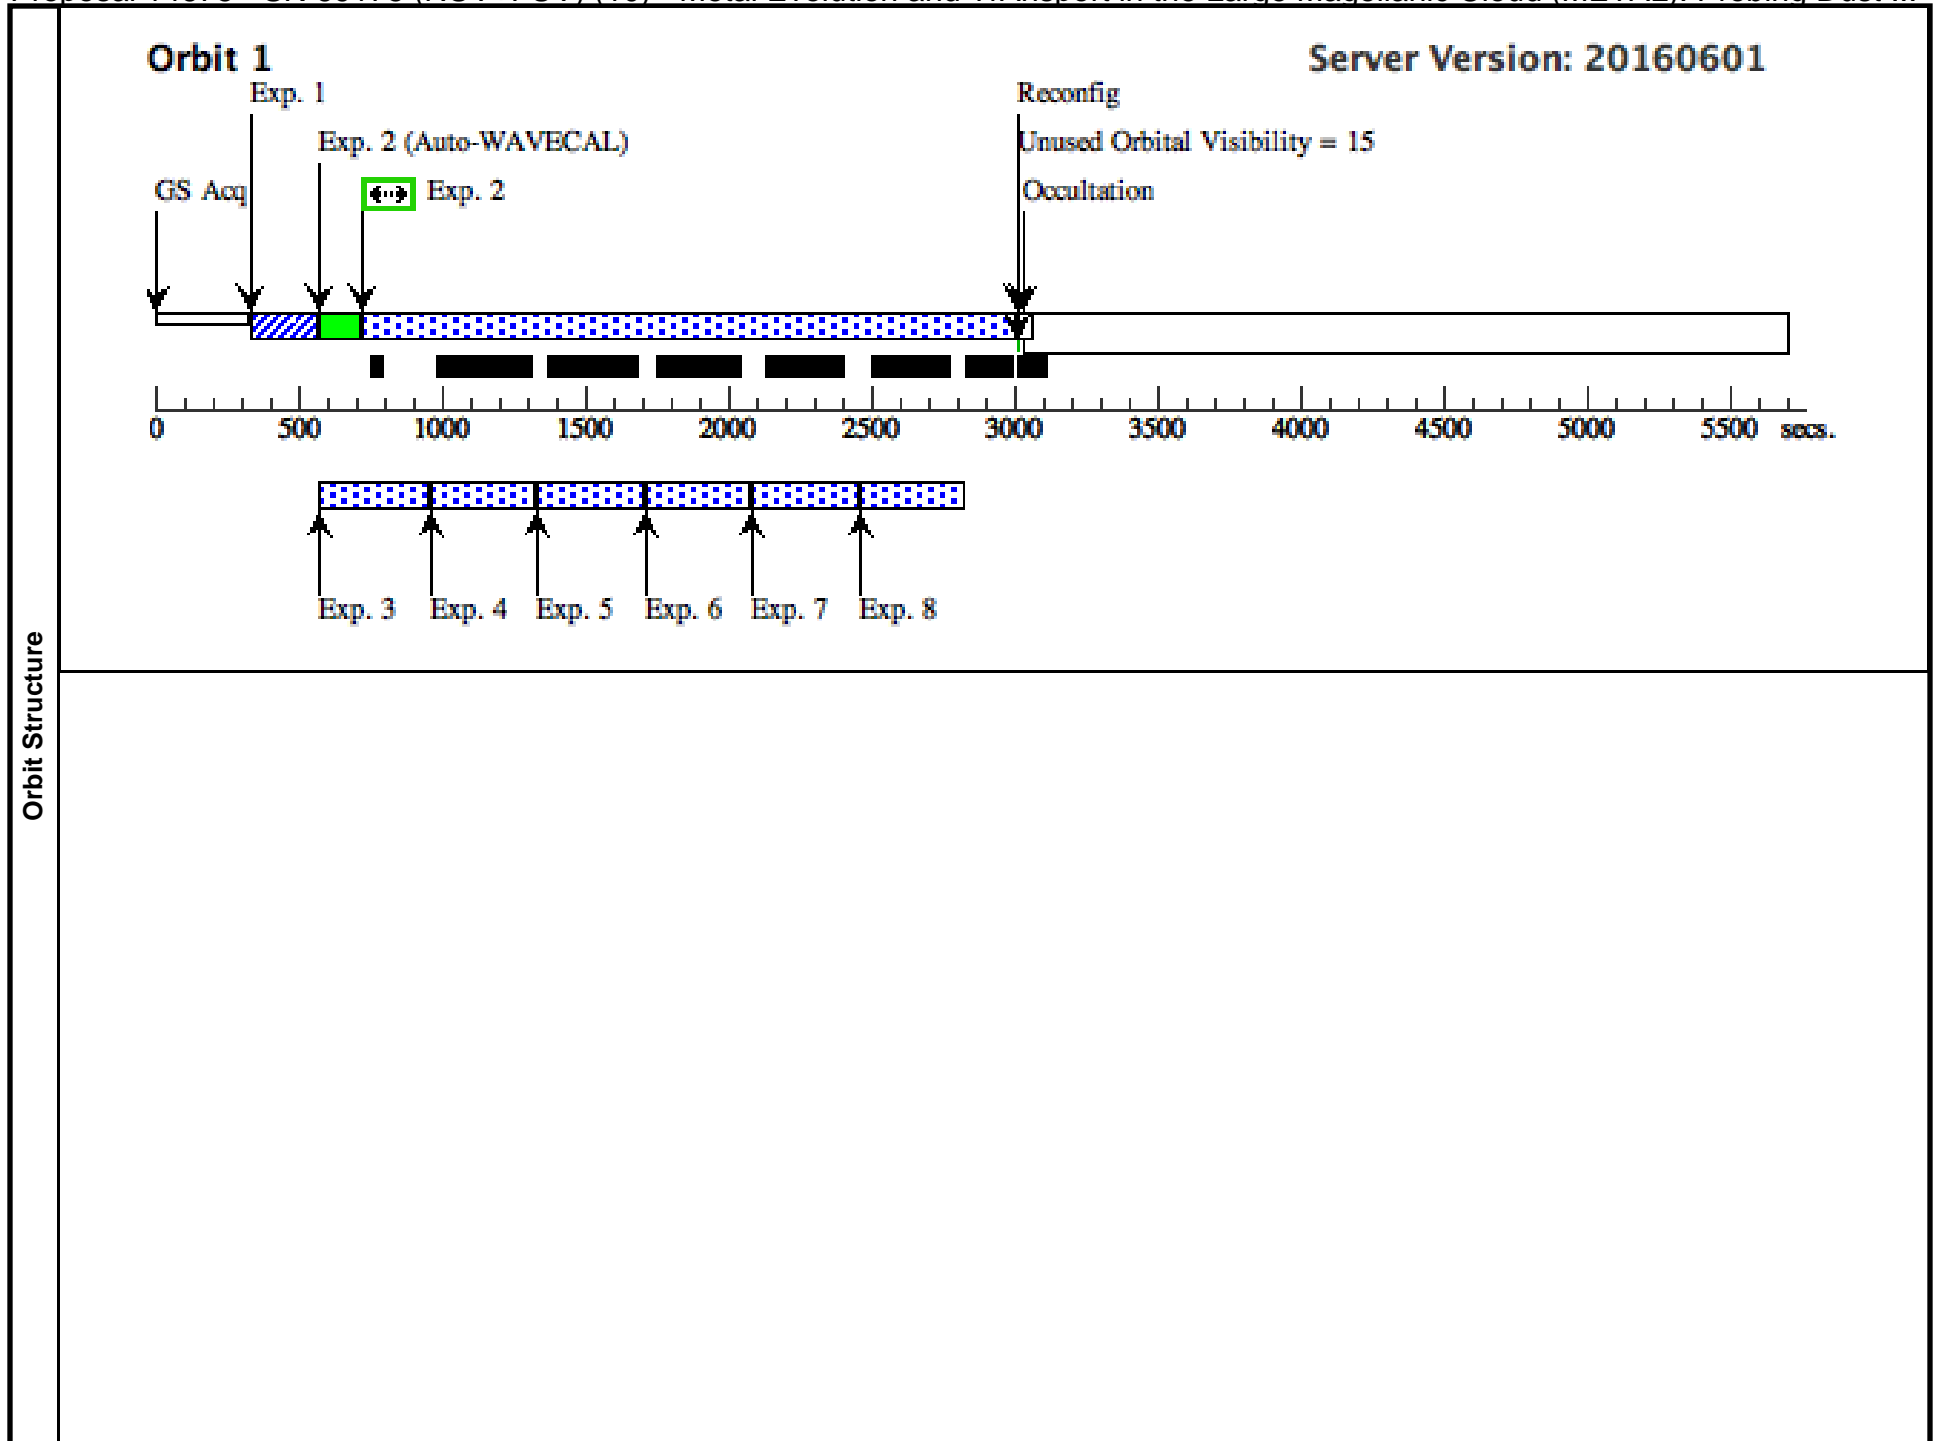 Orbit 1
Server Version: 20160601
Exp. 1
Reconfig
Exp. 2 (Auto-WAVECAL)
Unused Orbital Visibility = 15
GS Acq
Exp. 2
Occultation
0 500 1000 1500 2000 2500 3000 3500 4000 4500 5000 5500 secs.
Exp. 3 Exp. 4 Exp. 5 Exp. 6 Exp. 7 Exp. 8
Orbit Structure